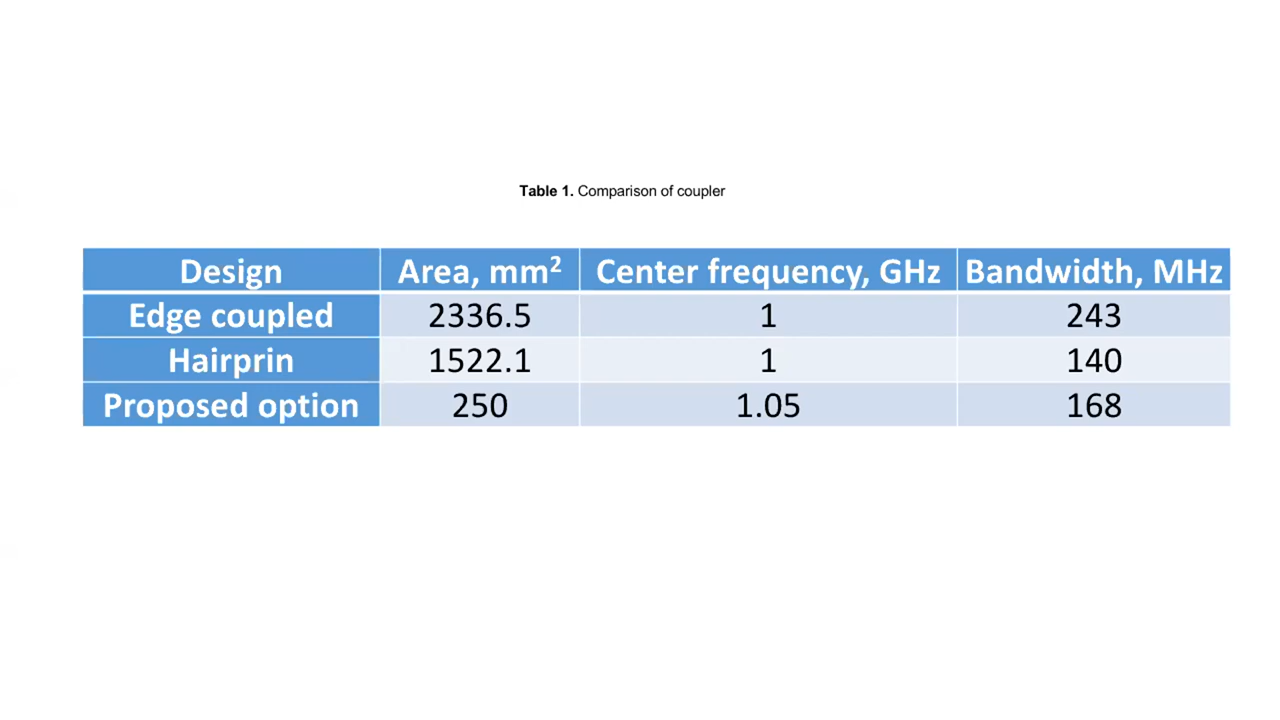 Table 1. Comparison of coupler
Design Area, mm² Center frequency, GHz Bandwidth, MHz
Edge coupled 2336.5 1 243
Hairprin 1522.1 1 140
Proposed option 250 1.05 168